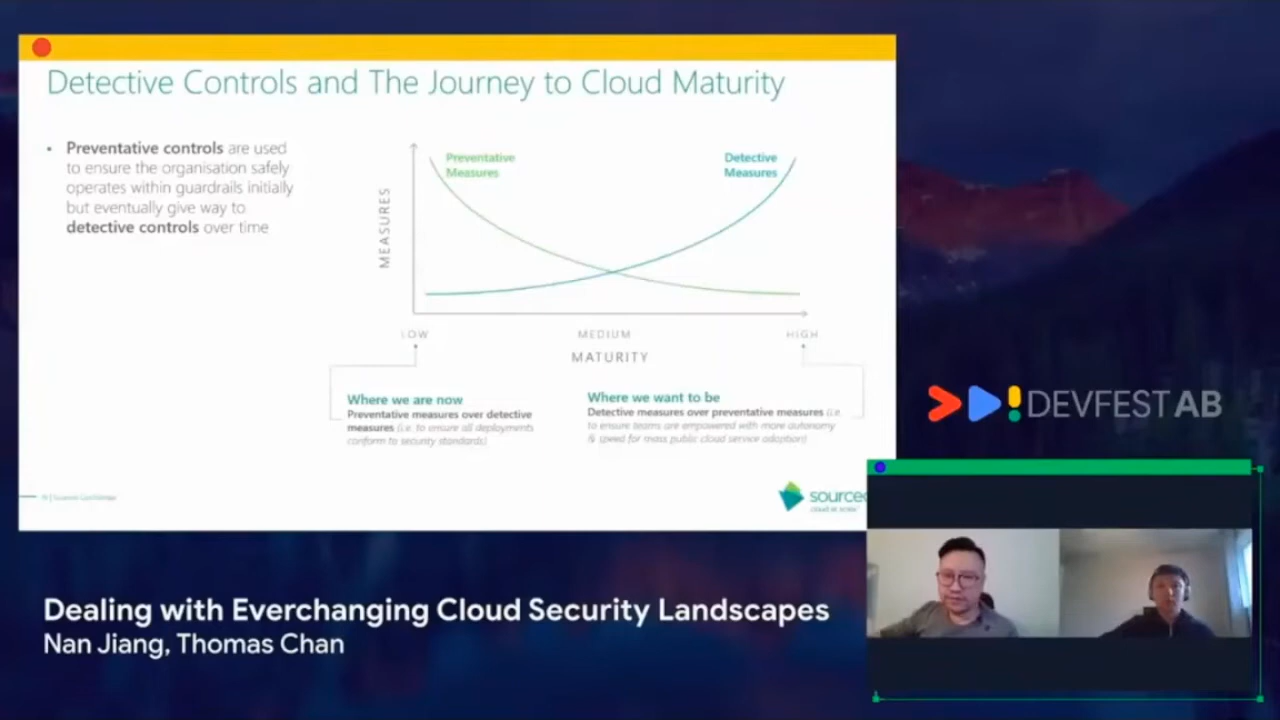 Detective Controls and The Journey to Cloud Maturity
• Preventative controls are used
to ensure the organisation safely
operates within guardrails initially
but eventually give way to
detective controls over time
Preventative
Measures
Detective
Measures
MEASURES
LOW
MEDIUM
HIGH
MATURITY
Where we are now
Preventative measures over detective
measures (i.e. to ensure all deployments
conform to security standards)
Where we want to be
Detective measures over preventative measures (i.e.
to ensure teams are empowered with more autonomy
& speed for mass public cloud service adoption)
sourced
cloud at scale
DEVFEST AB
Dealing with Everchanging Cloud Security Landscapes
Nan Jiang, Thomas Chan